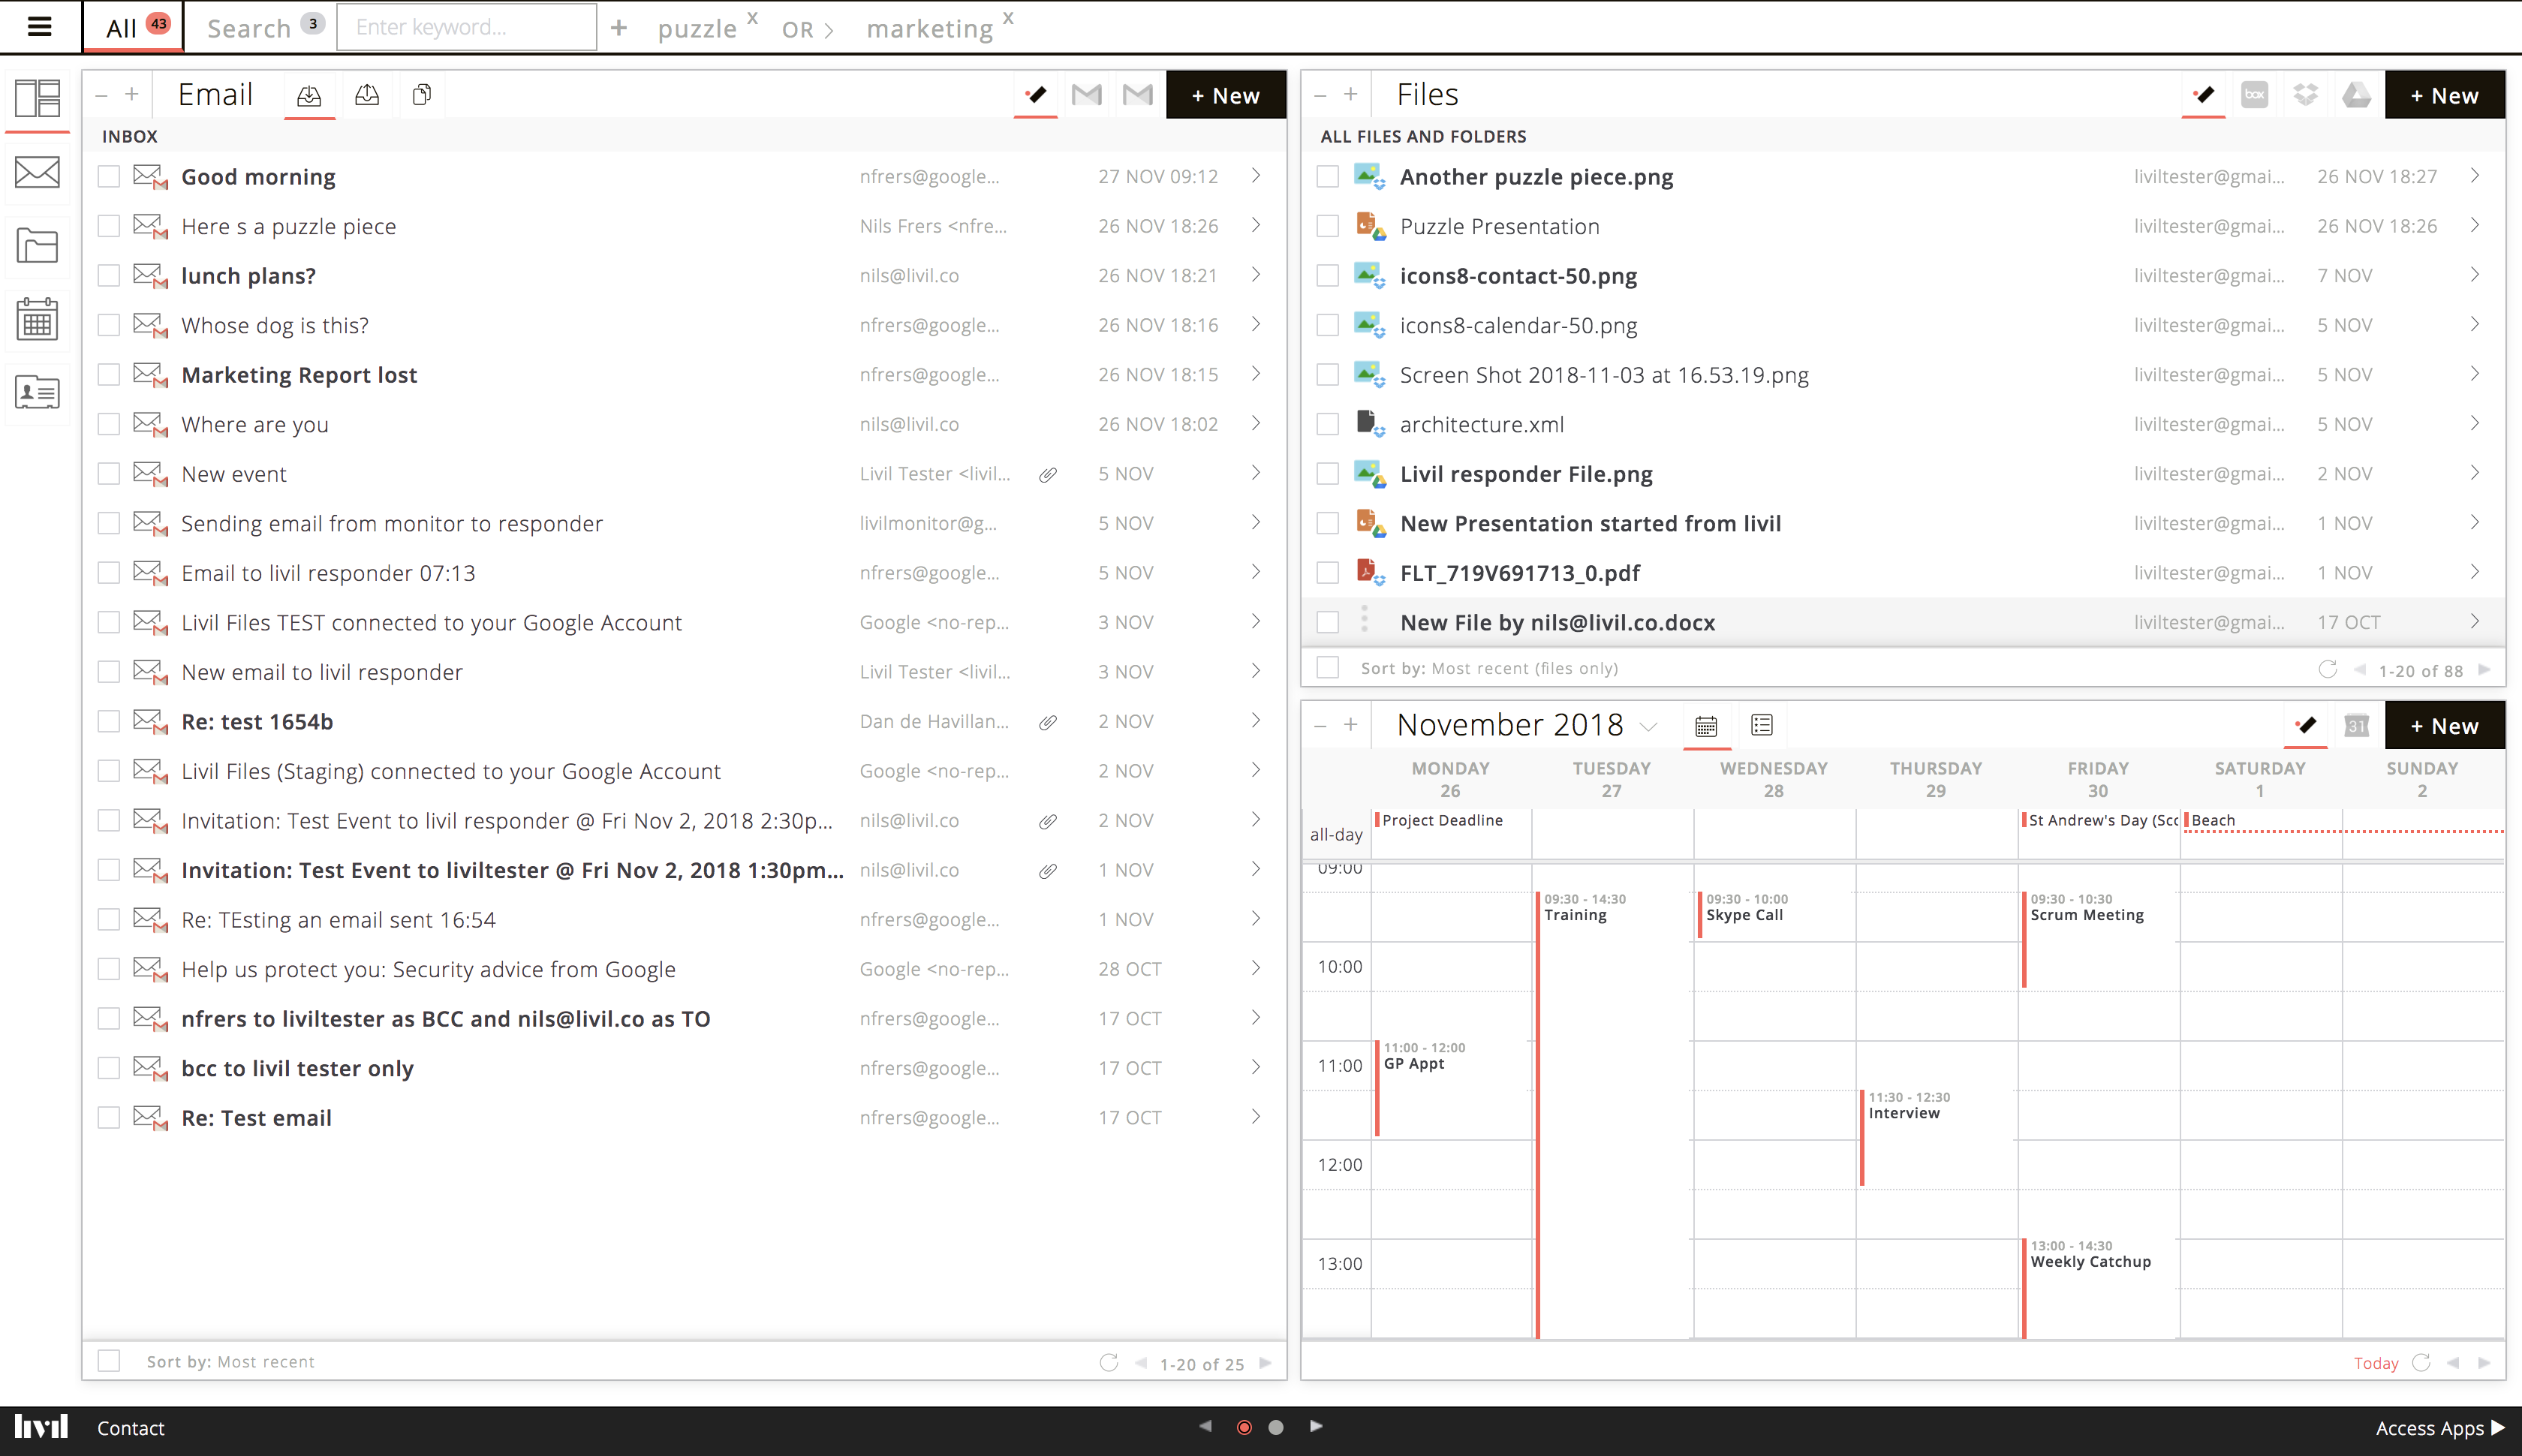 All 43 Search 3 Enter keyword... + puzzle x OR > marketing x
Email
+ New
INBOX
Good morning nfrers@google... 27 NOV 09:12
Here s a puzzle piece Nils Frers <nfre... 26 NOV 18:26
lunch plans? nils@livil.co 26 NOV 18:21
Whose dog is this? nfrers@google... 26 NOV 18:16
Marketing Report lost nfrers@google... 26 NOV 18:15
Where are you nils@livil.co 26 NOV 18:02
New event Livil Tester <livil... 5 NOV
Sending email from monitor to responder livilmonitor@g... 5 NOV
Email to livil responder 07:13 nfrers@google... 5 NOV
Livil Files TEST connected to your Google Account Google <no-rep... 3 NOV
New email to livil responder Livil Tester <livil... 3 NOV
Re: test 1654b Dan de Havillan... 2 NOV
Livil Files (Staging) connected to your Google Account Google <no-rep... 2 NOV
Invitation: Test Event to livil responder @ Fri Nov 2, 2018 2:30p... nils@livil.co 2 NOV
Invitation: Test Event to liviltester @ Fri Nov 2, 2018 1:30pm... nils@livil.co 1 NOV
Re: TEsting an email sent 16:54 nfrers@google... 1 NOV
Help us protect you: Security advice from Google Google <no-rep... 28 OCT
nfrers to liviltester as BCC and nils@livil.co as TO nfrers@google... 17 OCT
bcc to livil tester only nfrers@google... 17 OCT
Re: Test email nfrers@google... 17 OCT
Sort by: Most recent 1-20 of 25
Files
box
+ New
ALL FILES AND FOLDERS
Another puzzle piece.png liviltester@gmai... 26 NOV 18:27
Puzzle Presentation liviltester@gmai... 26 NOV 18:26
icons8-contact-50.png liviltester@gmai... 7 NOV
icons8-calendar-50.png liviltester@gmai... 5 NOV
Screen Shot 2018-11-03 at 16.53.19.png liviltester@gmai... 5 NOV
architecture.xml liviltester@gmai... 5 NOV
Livil responder File.png liviltester@gmai... 2 NOV
New Presentation started from livil liviltester@gmai... 1 NOV
FLT_719V691713_0.pdf liviltester@gmai... 1 NOV
New File by nils@livil.co.docx liviltester@gmai... 17 OCT
Sort by: Most recent (files only) 1-20 of 88
November 2018
31
+ New
MONDAY TUESDAY WEDNESDAY THURSDAY FRIDAY SATURDAY SUNDAY
26 27 28 29 30 1 2
all-day Project Deadline St Andrew's Day (Sco Beach
09:00
09:30 - 14:30 09:30 - 10:00 09:30 - 10:30
Training Skype Call Scrum Meeting
10:00
11:00 - 12:00
11:00 GP Appt
11:30 - 12:30
Interview
12:00
13:00 - 14:30
13:00 Weekly Catchup
Today
livil Contact Access Apps